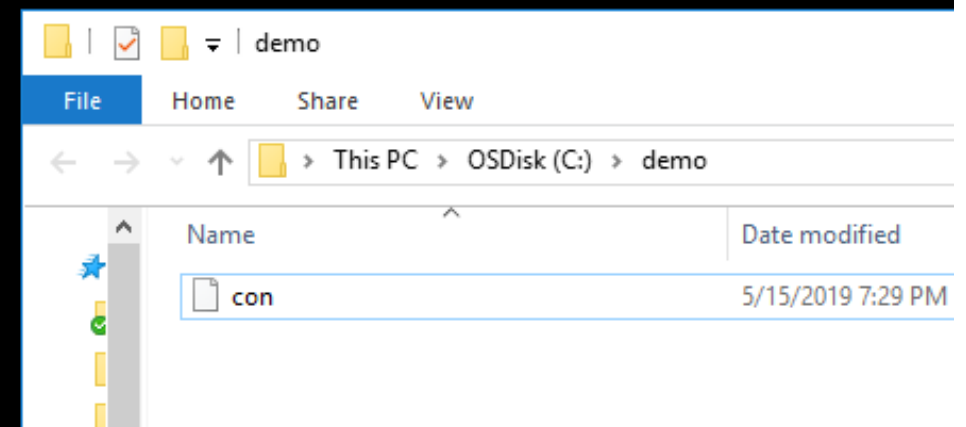 demo
File Home Share View
This PC > OSDisk (C:) > demo
Name Date modified
con 5/15/2019 7:29 PM